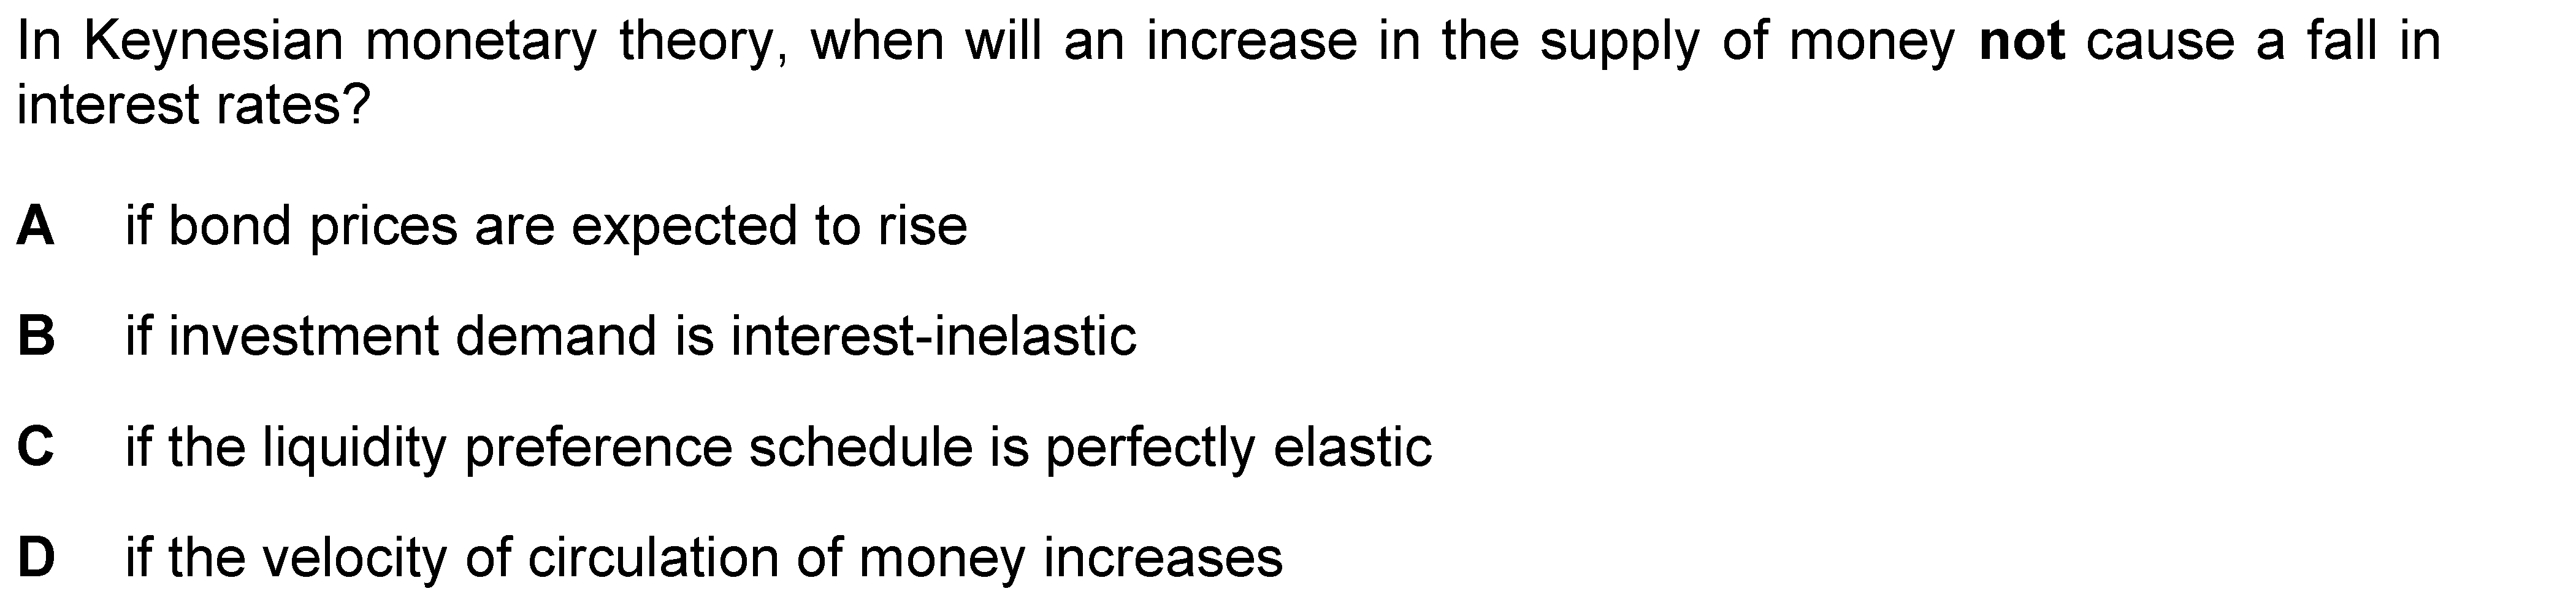 In Keynesian monetary theory, when will an increase in the supply of money not cause a fall in
interest rates?
A if bond prices are expected to rise
B if investment demand is interest-inelastic
C if the liquidity preference schedule is perfectly elastic
D if the velocity of circulation of money increases